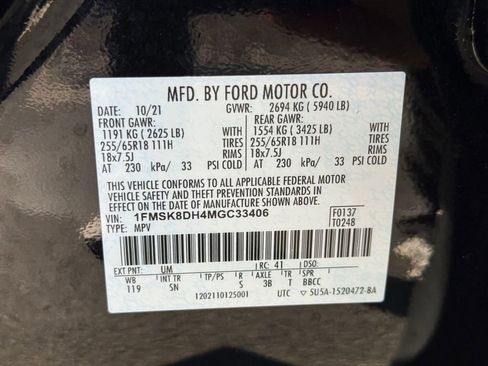 MFD. BY FORD MOTOR CO.
DATE: 10/21 GVWR: 2694 KG ( 5940 LB)
FRONT GAWR: REAR GAWR:
1191 KG ( 2625 LB) 1554 KG ( 3425 LB)
255/65R18 111H TIRES 255/65R18 111H TIRES
18x7.5J RIMS 18x7.5J RIMS
AT 230 kPa/ 33 PSI COLD AT 230 kPa/ 33 PSI COLD
THIS VEHICLE CONFORMS TO ALL APPLICABLE FEDERAL MOTOR
VEHICLE SAFETY AND THEFT PREVENTION STANDARDS IN
EFFECT ON THE DATE OF MANUFACTURE SHOWN ABOVE.
VIN: 1FMSK8DH4MGC33406 F0137
TYPE: MPV T0248
EXT PNT: UM RC: 41 DSO:
WB INT TR TP/PS R AXLE TR SPR
119 SN S 3B T BBCC
1202110125001 UTC 5U5A-1520472-BA